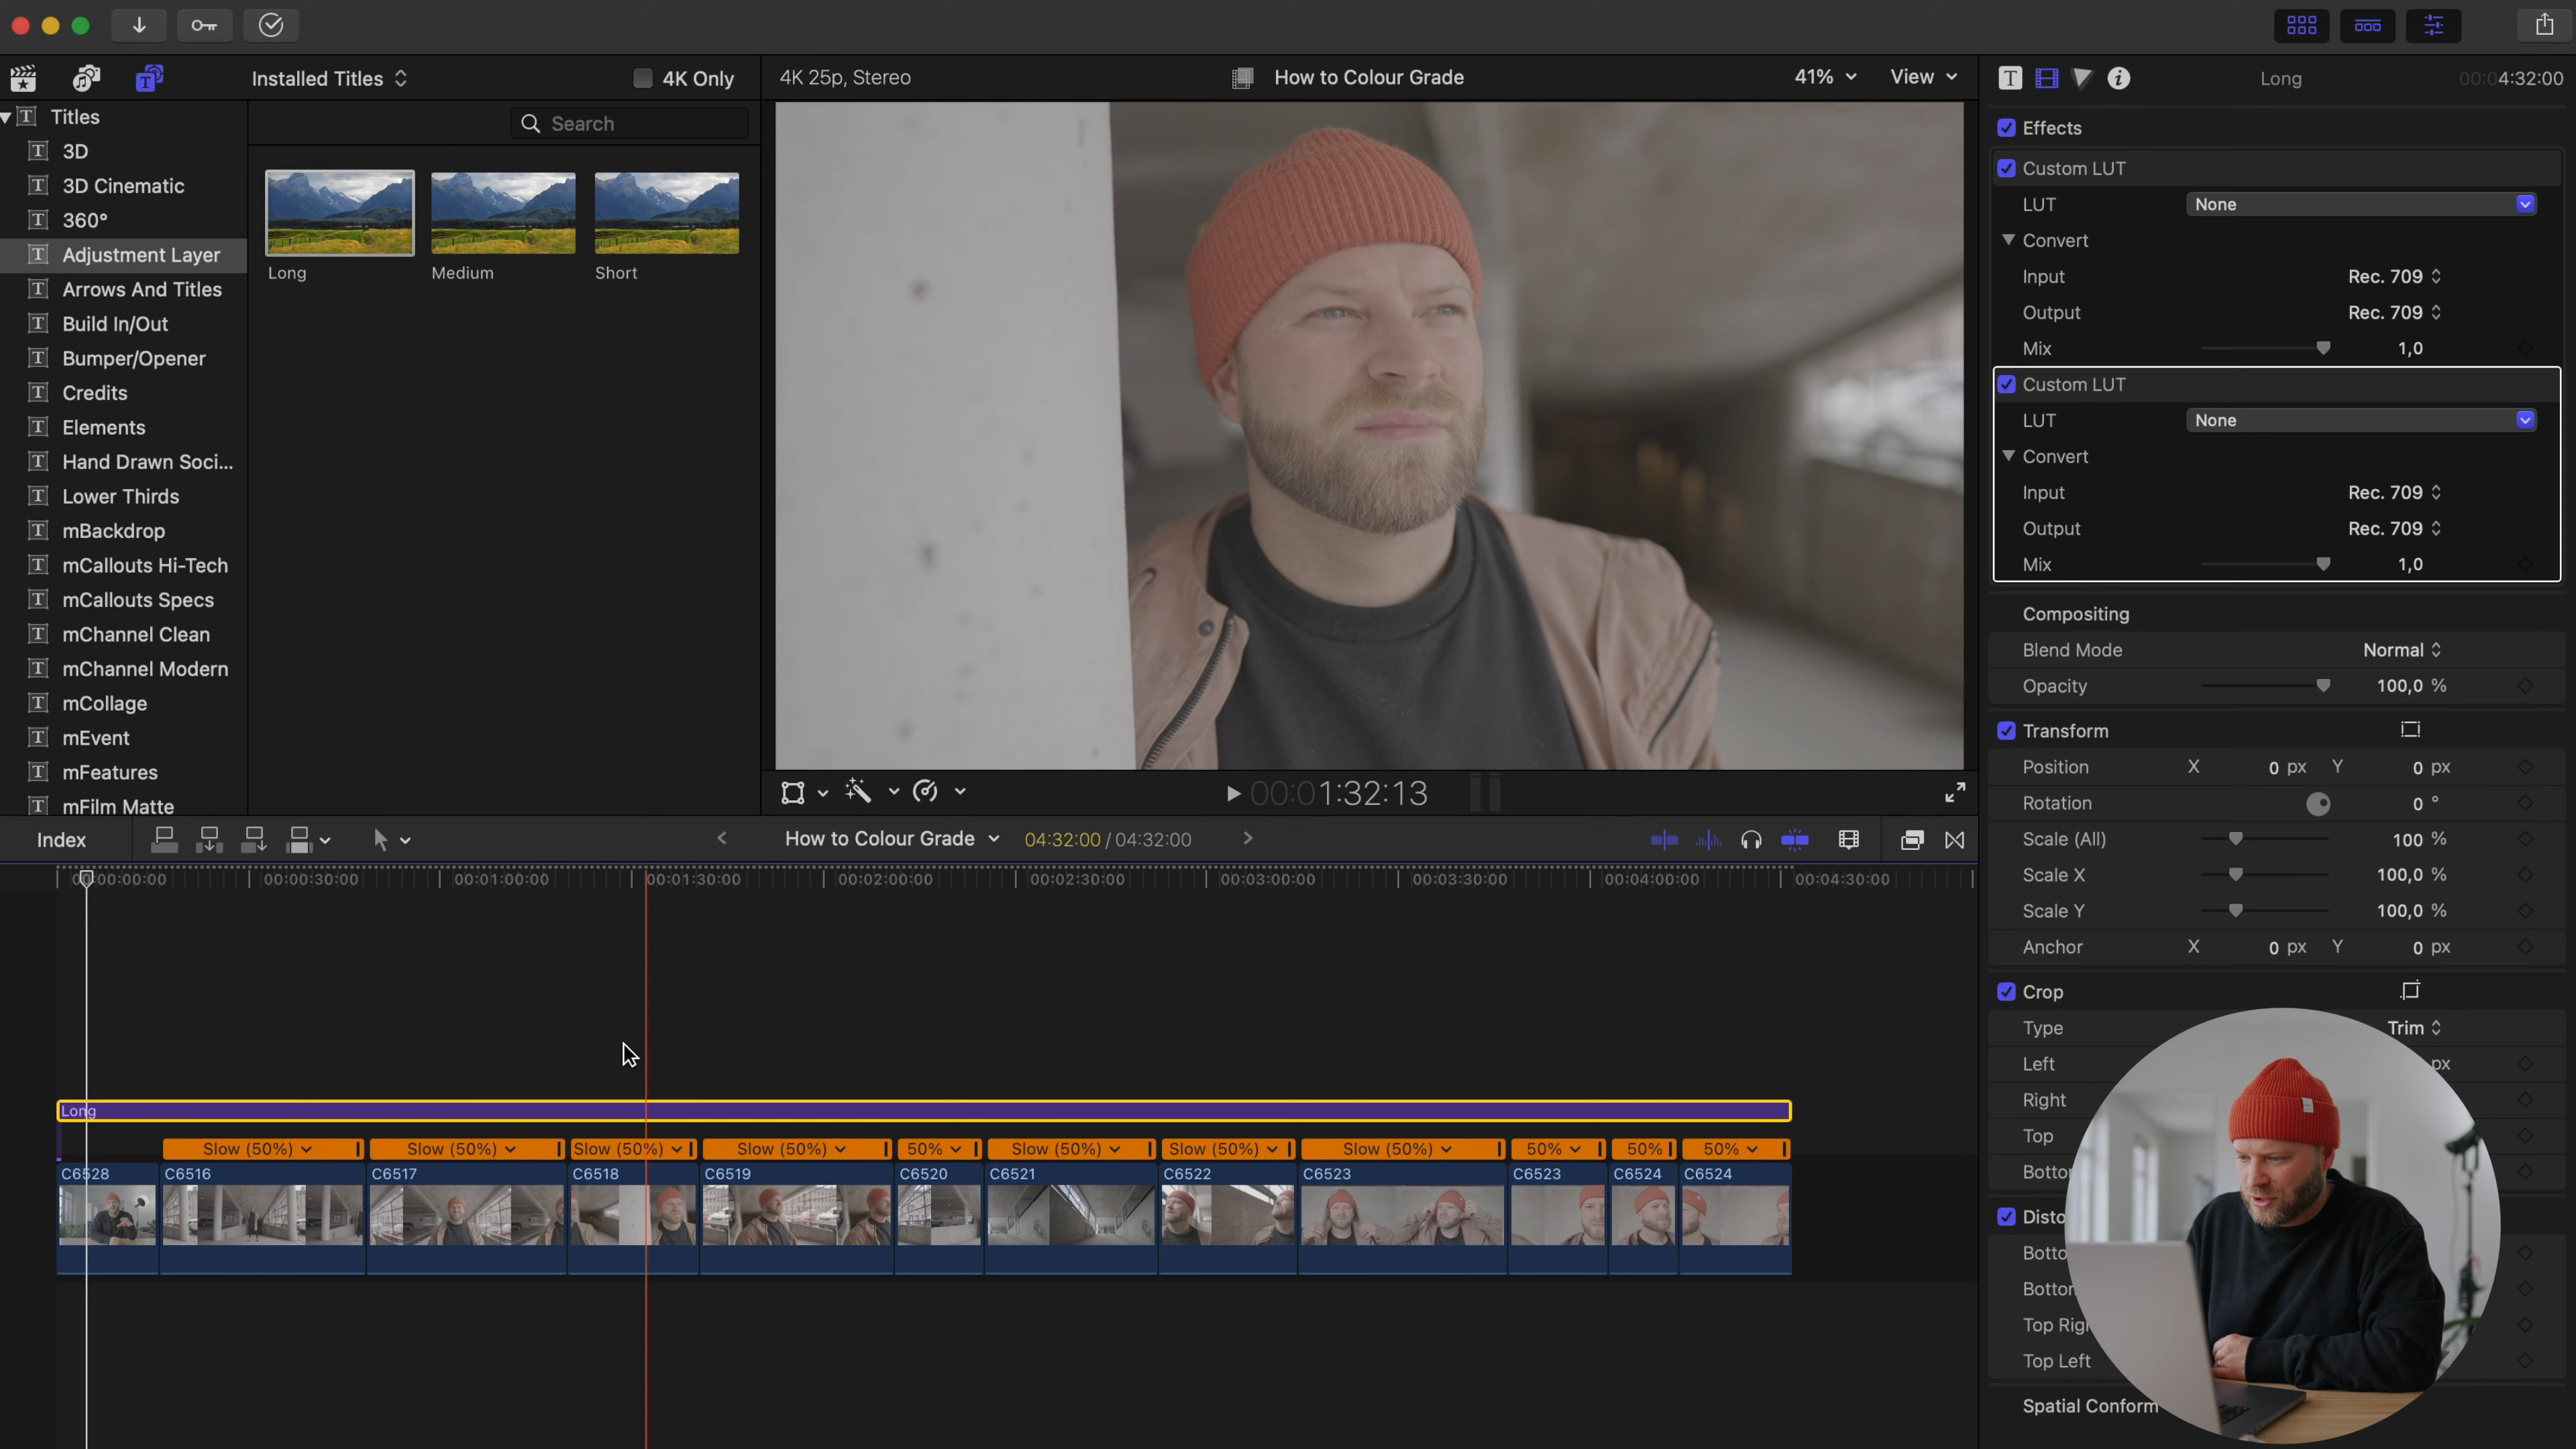 Installed Titles
4K Only
4K 25p, Stereo
How to Colour Grade
41%
View
Long
00:04:32:00
Titles
3D
3D Cinematic
360°
Adjustment Layer
Arrows And Titles
Build In/Out
Bumper/Opener
Credits
Elements
Hand Drawn Soci...
Lower Thirds
mBackdrop
mCallouts Hi-Tech
mCallouts Specs
mChannel Clean
mChannel Modern
mCollage
mEvent
mFeatures
mFilm Matte
Search
Long
Medium
Short
Effects
Custom LUT
LUT None
Convert
Input Rec. 709
Output Rec. 709
Mix 1,0
Custom LUT
LUT None
Convert
Input Rec. 709
Output Rec. 709
Mix 1,0
Compositing
Blend Mode Normal
Opacity 100,0 %
Transform
Position X 0 px Y 0 px
Rotation 0 °
Scale (All) 100 %
Scale X 100,0 %
Scale Y 100,0 %
Anchor X 0 px Y 0 px
Crop
Type Trim
Left px
Right
Top
Bottor
Disto
Botto
Bottor
Top Rig
Top Left
Spatial Conform
00:01:32:13
Index
How to Colour Grade
04:32:00 / 04:32:00
00:00:00:00
00:00:30:00
00:01:00:00
00:01:30:00
00:02:00:00
00:02:30:00
00:03:00:00
00:03:30:00
00:04:00:00
00:04:30:00
Long
Slow (50%)
Slow (50%)
Slow (50%)
Slow (50%)
50%
Slow (50%)
Slow (50%)
Slow (50%)
50%
50%
50%
C6528
C6516
C6517
C6518
C6519
C6520
C6521
C6522
C6523
C6523
C6524
C6524